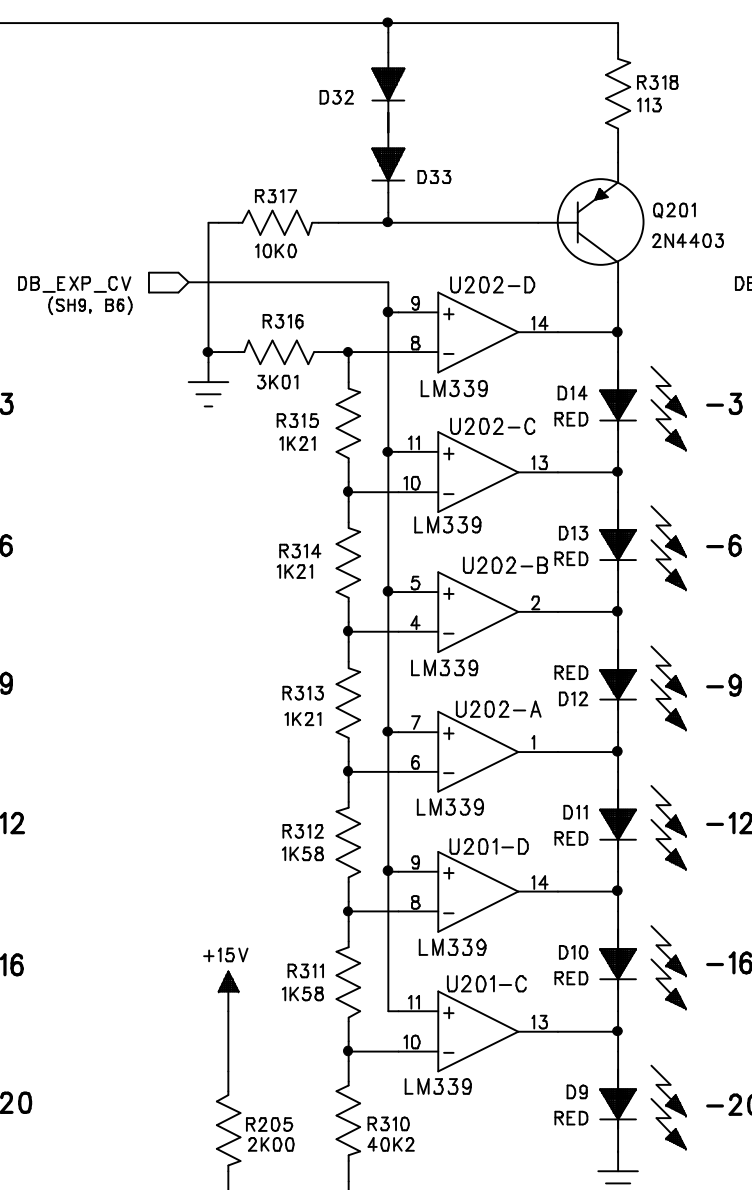 D32
R318
113
D33
R317
10K0
Q201
2N4403
DB_EXP_CV
(SH9, B6)
DB
U202-D
9
+
14
8
-
LM339
R316
3K01
3
D14
RED
-3
R315
1K21
U202-C
11
+
13
10
-
LM339
6
D13
RED
-6
R314
1K21
U202-B
5
+
2
4
-
LM339
9
RED
D12
-9
R313
1K21
U202-A
7
+
1
6
-
LM339
12
D11
RED
-12
R312
1K58
U201-D
9
+
14
8
-
LM339
16
D10
RED
-16
+15V
R311
1K58
U201-C
11
+
13
10
-
LM339
20
D9
RED
-20
R205
2K00
R310
40K2